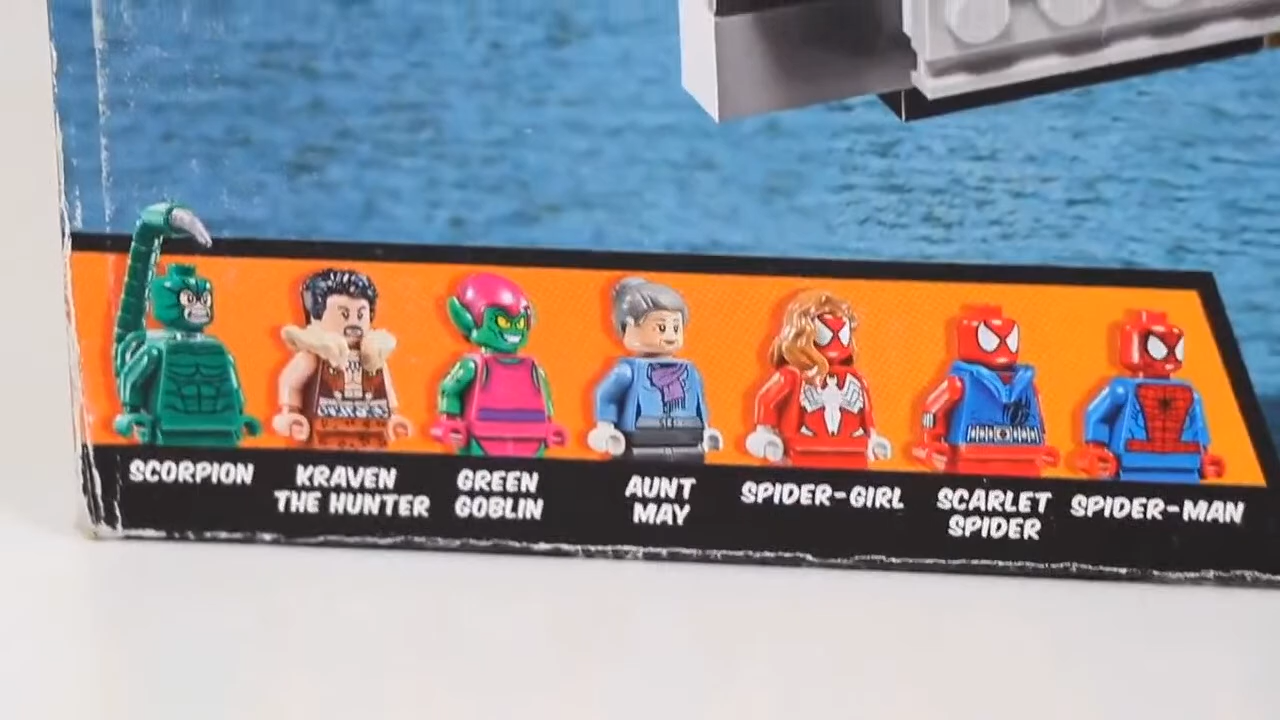 SCORPION
KRAVEN
THE HUNTER
GREEN
GOBLIN
AUNT
MAY
SPIDER-GIRL
SCARLET
SPIDER
SPIDER-MAN